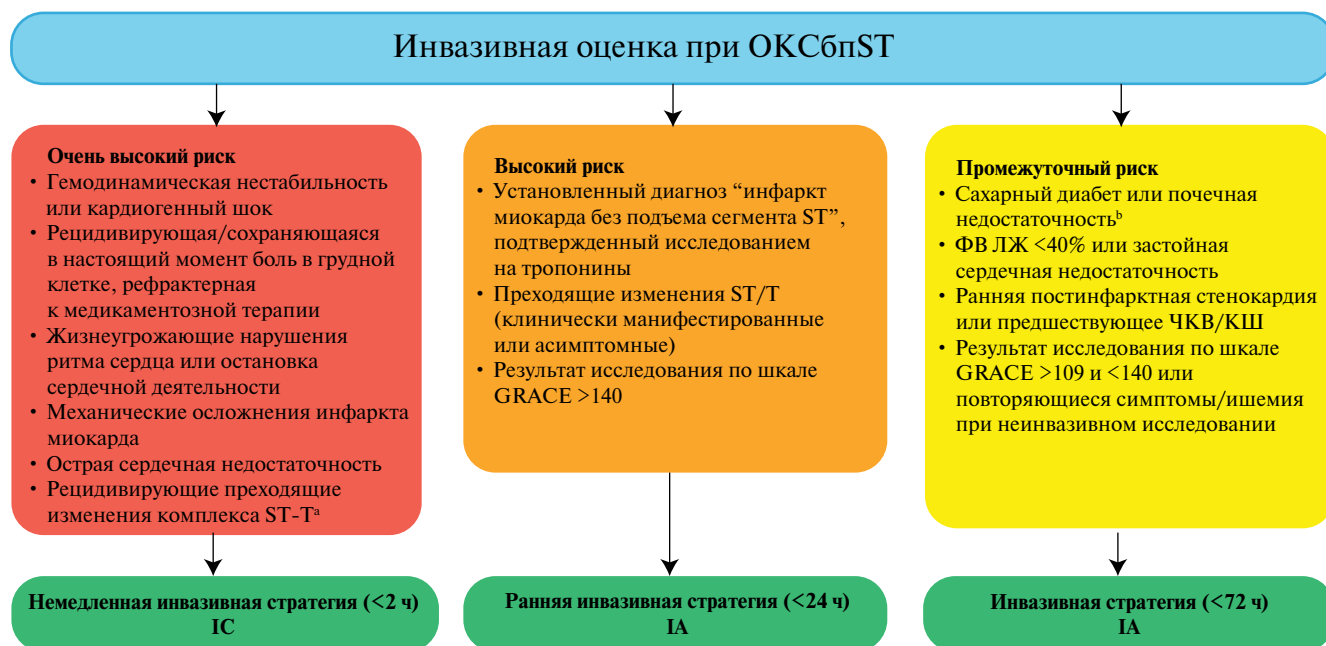 Инвазивная оценка при ОКСбпST
Очень высокий риск
• Гемодинамическая нестабильность
или кардиогенный шок
• Рецидивирующая/сохраняющаяся
в настоящий момент боль в грудной
клетке, рефрактерная
к медикаментозной терапии
• Жизнеугрожающие нарушения
ритма сердца или остановка
сердечной деятельности
• Механические осложнения инфаркта
миокарда
• Острая сердечная недостаточность
• Рецидивирующие преходящие
изменения комплекса ST-Tᵃ
Высокий риск
• Установленный диагноз “инфаркт
миокарда без подъема сегмента ST”,
подтвержденный исследованием
на тропонины
• Преходящие изменения ST/T
(клинически манифестированные
или асимптомные)
• Результат исследования по шкале
GRACE >140
Промежуточный риск
• Сахарный диабет или почечная
недостаточностьᵇ
• ФВ ЛЖ <40% или застойная
сердечная недостаточность
• Ранняя постинфарктная стенокардия
или предшествующее ЧКВ/КШ
• Результат исследования по шкале
GRACE >109 и <140 или
повторяющиеся симптомы/ишемия
при неинвазивном исследовании
Немедленная инвазивная стратегия (<2 ч)
IC
Ранняя инвазивная стратегия (<24 ч)
IA
Инвазивная стратегия (<72 ч)
IA